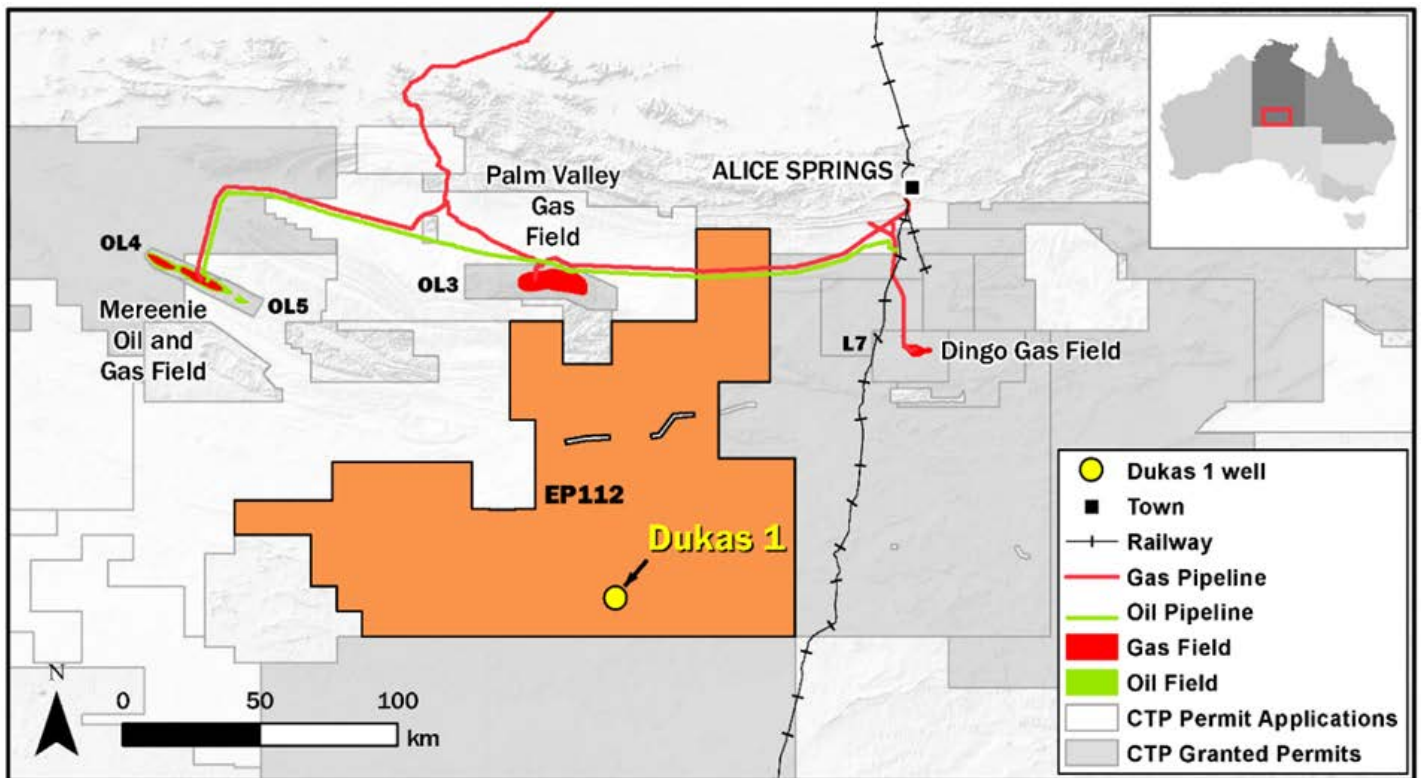 ALICE SPRINGS
Palm Valley
Gas
Field
OL4
OL3
OL5
Mereenie
Oil and
Gas Field
L7
Dingo Gas Field
EP112
Dukas 1
N
0 50 100
km
Dukas 1 well
Town
Railway
Gas Pipeline
Oil Pipeline
Gas Field
Oil Field
CTP Permit Applications
CTP Granted Permits